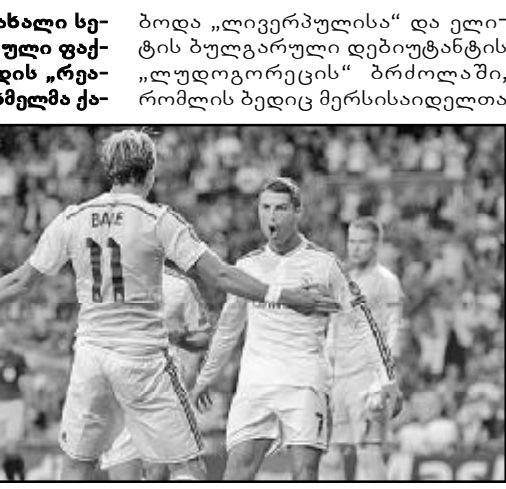 ახალი სე-
ული ფაქ-
დის „რეა-
მელმა ქა-
ბოდა „ლივერპულისა“ და ელი-
ტის ბულგარული დებიუტანტის
„ლუდოგორეცის“ ბრძოლაში,
რომლის ბედიც მერსისაიდელთა
BALE
11
7